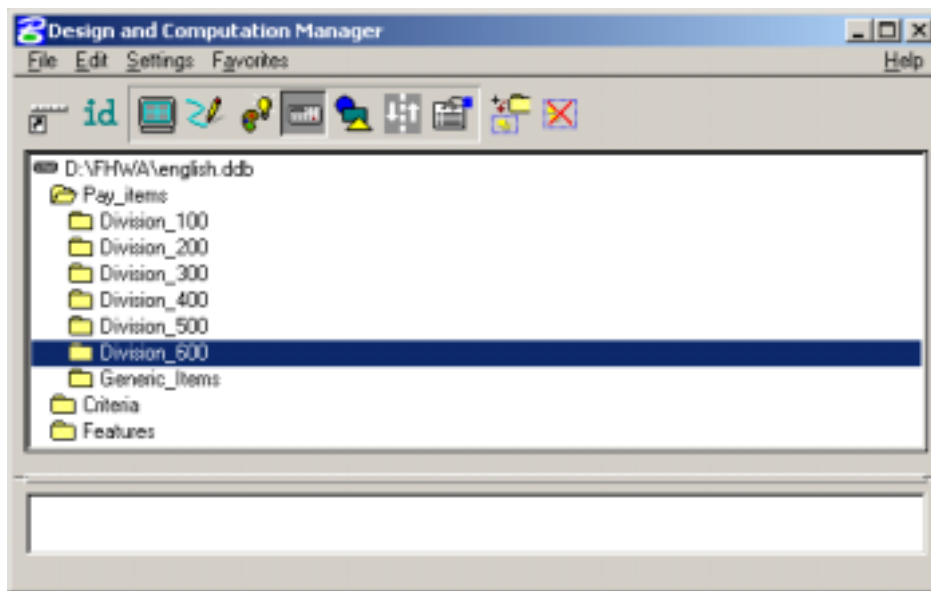 Design and Computation Manager
File Edit Settings Favorites Help
id
D:\FHWA\english.ddb
Pay_items
Division_100
Division_200
Division_300
Division_400
Division_500
Division_600
Generic_Items
Criteria
Features